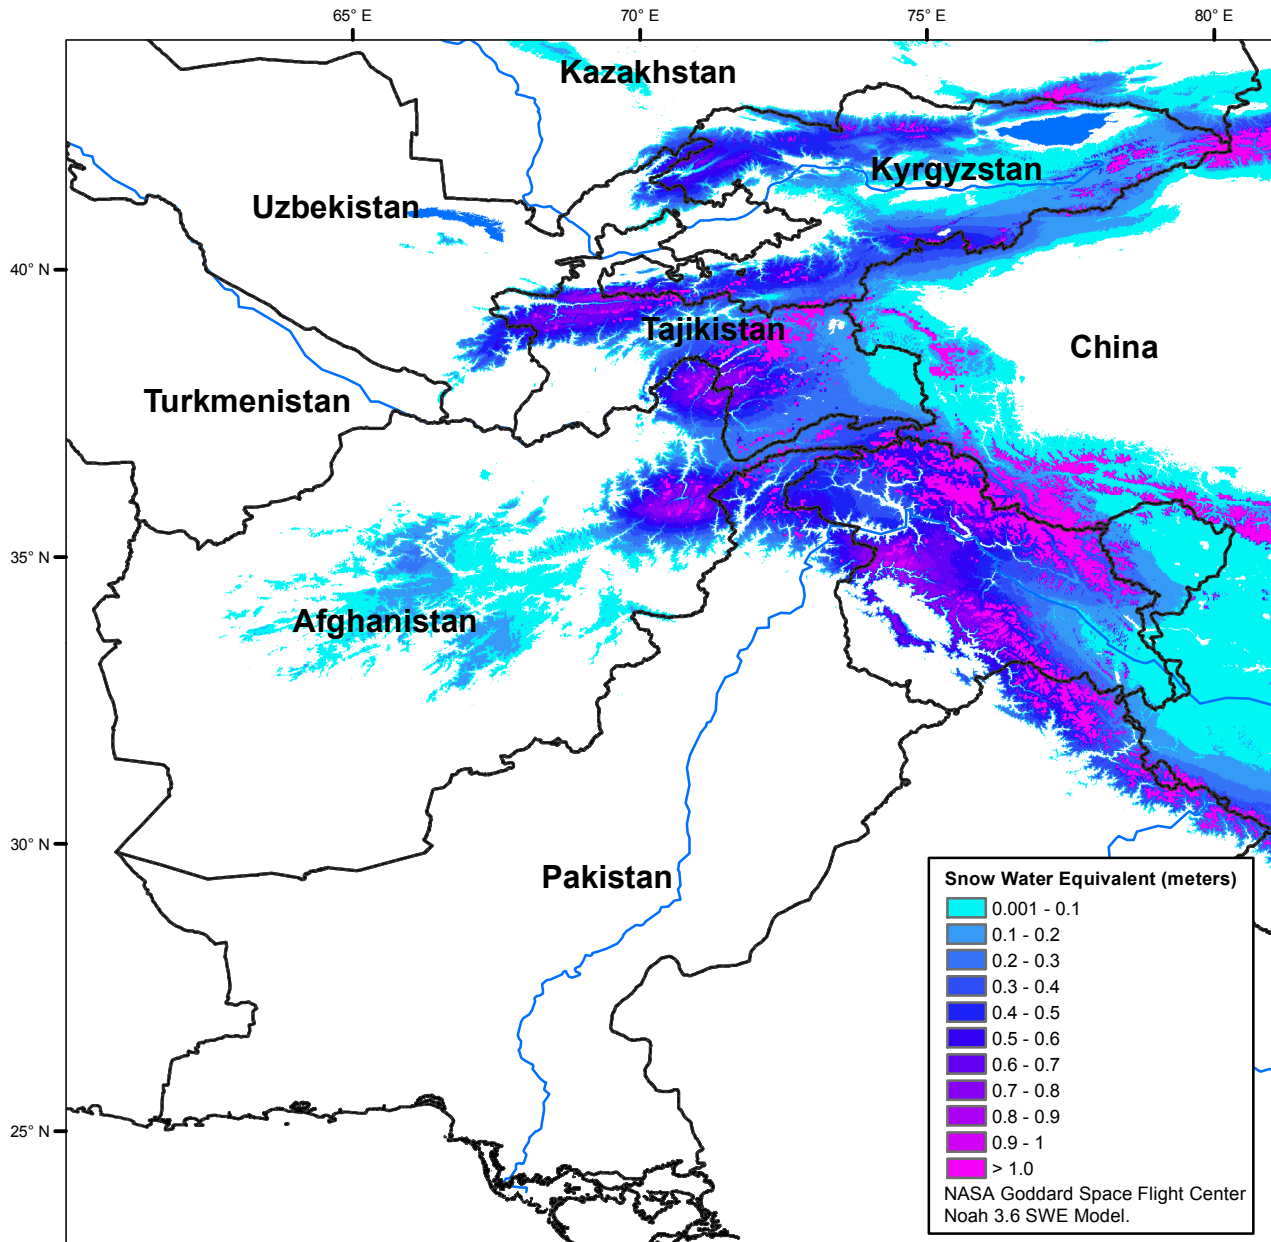 65° E
70° E
75° E
80° E
Kazakhstan
Kyrgyzstan
Uzbekistan
40° N
Tajikistan
China
Turkmenistan
35° N
Afghanistan
30° N
Pakistan
25° N
Snow Water Equivalent (meters)
0.001 - 0.1
0.1 - 0.2
0.2 - 0.3
0.3 - 0.4
0.4 - 0.5
0.5 - 0.6
0.6 - 0.7
0.7 - 0.8
0.8 - 0.9
0.9 - 1
> 1.0
NASA Goddard Space Flight Center
Noah 3.6 SWE Model.